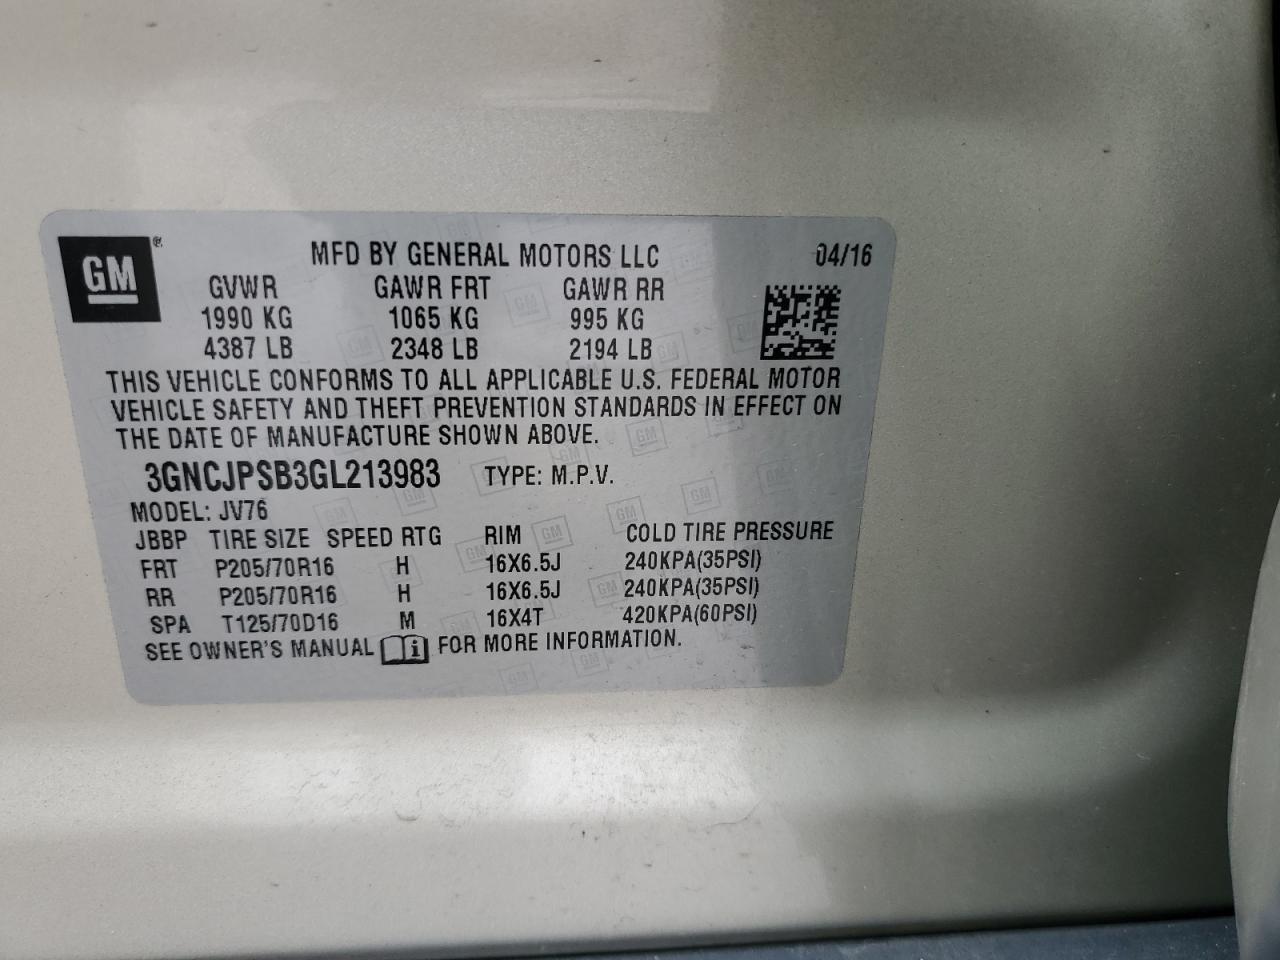 GM ® MFD BY GENERAL MOTORS LLC 04/16
GVWR GAWR FRT GAWR RR
1990 KG 1065 KG 995 KG
4387 LB 2348 LB 2194 LB
THIS VEHICLE CONFORMS TO ALL APPLICABLE U.S. FEDERAL MOTOR
VEHICLE SAFETY AND THEFT PREVENTION STANDARDS IN EFFECT ON
THE DATE OF MANUFACTURE SHOWN ABOVE.
3GNCJPSB3GL213983 TYPE: M.P.V.
MODEL: JV76
JBBP TIRE SIZE SPEED RTG RIM COLD TIRE PRESSURE
FRT P205/70R16 H 16X6.5J 240KPA(35PSI)
RR P205/70R16 H 16X6.5J 240KPA(35PSI)
SPA T125/70D16 M 16X4T 420KPA(60PSI)
SEE OWNER'S MANUAL i FOR MORE INFORMATION.